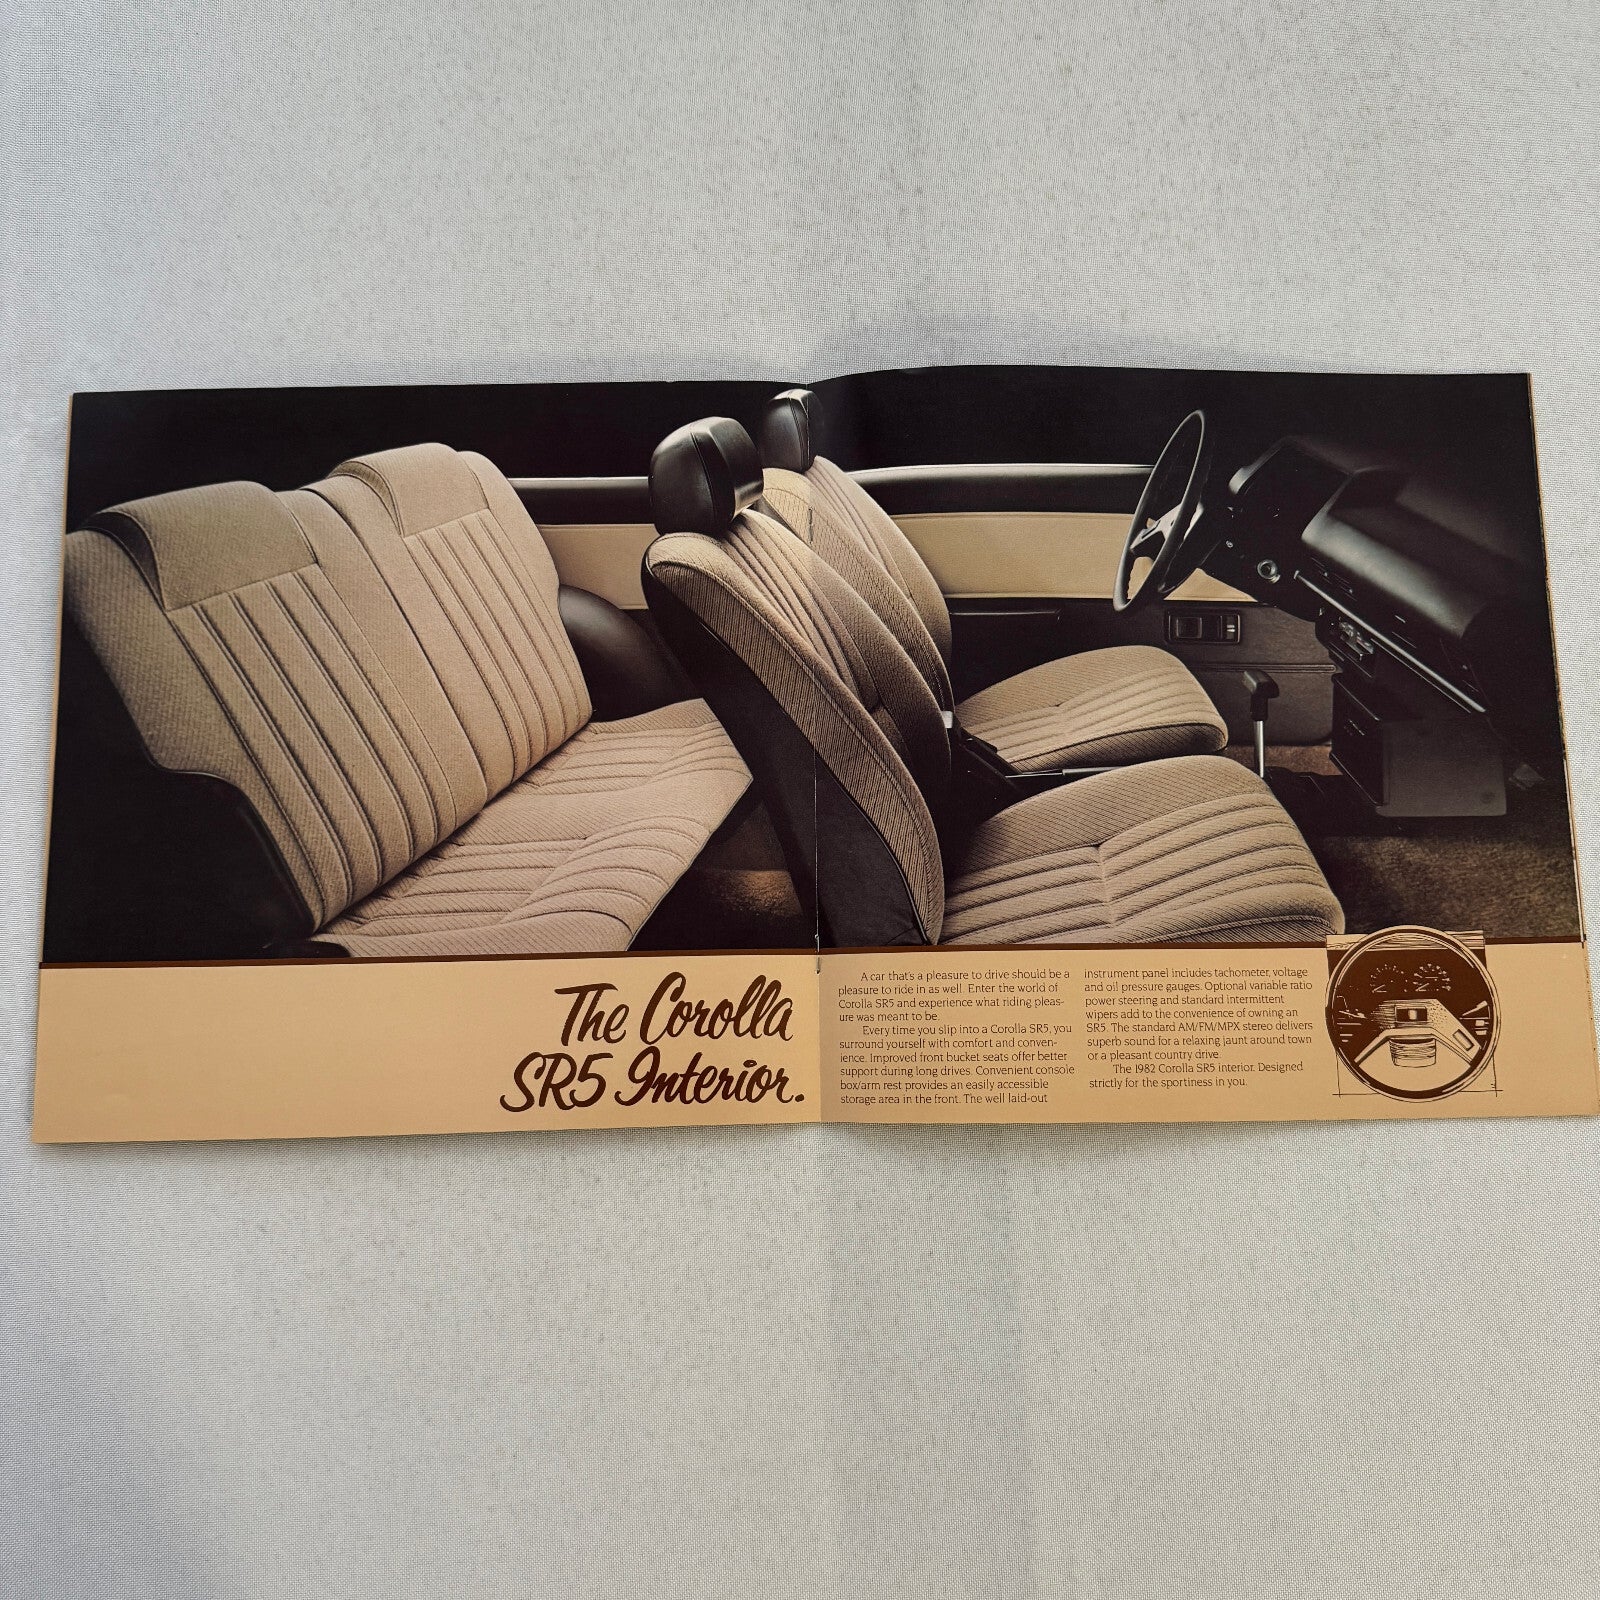 The Corolla
SR5 Interior.
A car that's a pleasure to drive should be a
pleasure to ride in as well. Enter the world of
Corolla SR5 and experience what riding pleas-
ure was meant to be.
Every time you slip into a Corolla SR5, you
surround yourself with comfort and conven-
ience. Improved front bucket seats offer better
support during long drives. Convenient console
box/arm rest provides an easily accessible
storage area in the front. The well laid-out
instrument panel includes tachometer, voltage
and oil pressure gauges. Optional variable ratio
power steering and standard intermittent
wipers add to the convenience of owning an
SR5. The standard AM/FM/MPX stereo delivers
superb sound for a relaxing jaunt around town
or a pleasant country drive.
The 1982 Corolla SR5 interior. Designed
strictly for the sportiness in you.